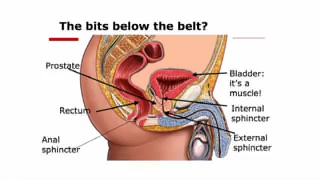 The bits below the belt?
Prostate
Rectum
Anal
sphincter
Bladder:
it's a
muscle!
Internal
sphincter
External
sphincter